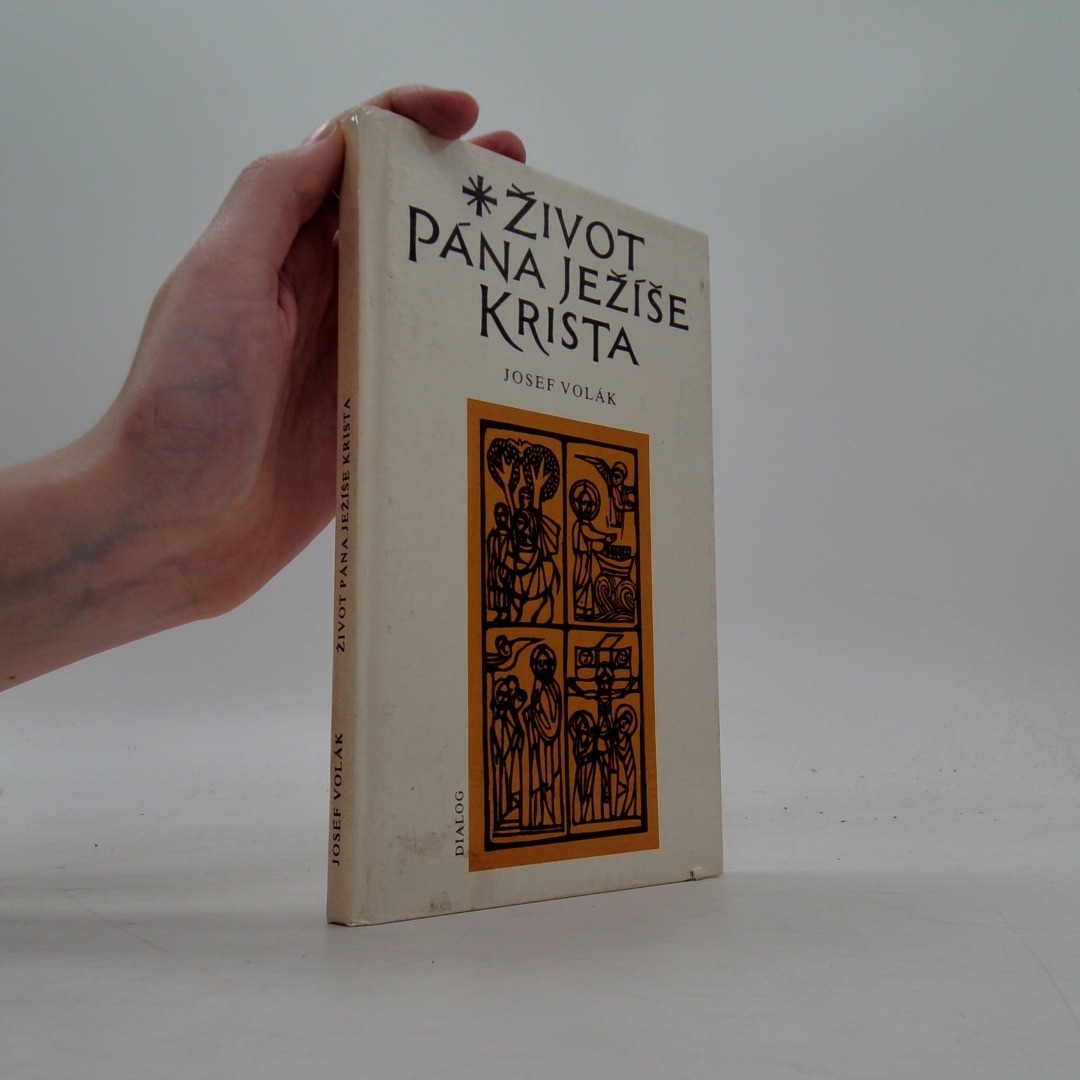 ŽIVOT
PÁNA JEŽÍŠE
KRISTA
JOSEF VOLÁK
DIALOG
JOSEF VOLÁK ŽIVOT PÁNA JEŽÍŠE KRISTA